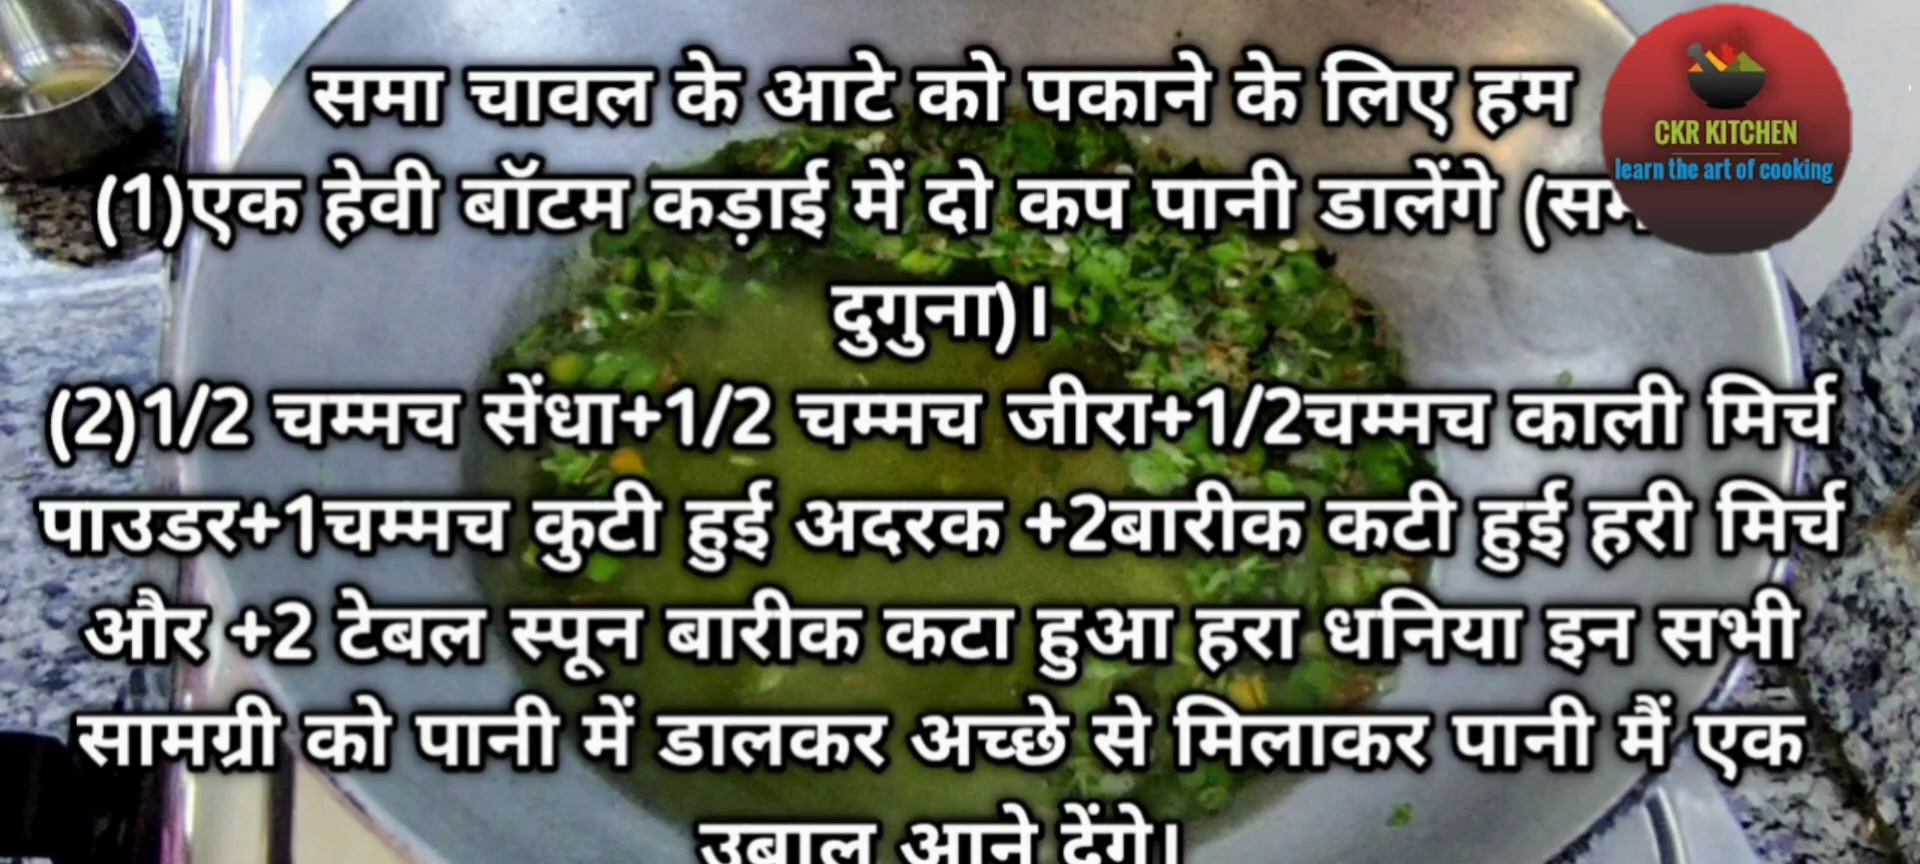 समा चावल के आटे को पकाने के लिए हम
(1)एक हेवी बॉटम कड़ाई में दो कप पानी डालेंगे
दुगुना)।
(2)1/2 चम्मच सेंधा+1/2 चम्मच जीरा+1/2चम्मच काली मिर्च
पाउडर+1चम्मच कुटी हुई अदरक +2बारीक कटी हुई हरी मिर्च
और +2 टेबल स्पून बारीक कटा हुआ हरा धनिया इन सभी
सामग्री को पानी में डालकर अच्छे से मिलाकर पानी मैं एक
उबाल आने देंगे।
CKR KITCHEN
learn the art of cooking